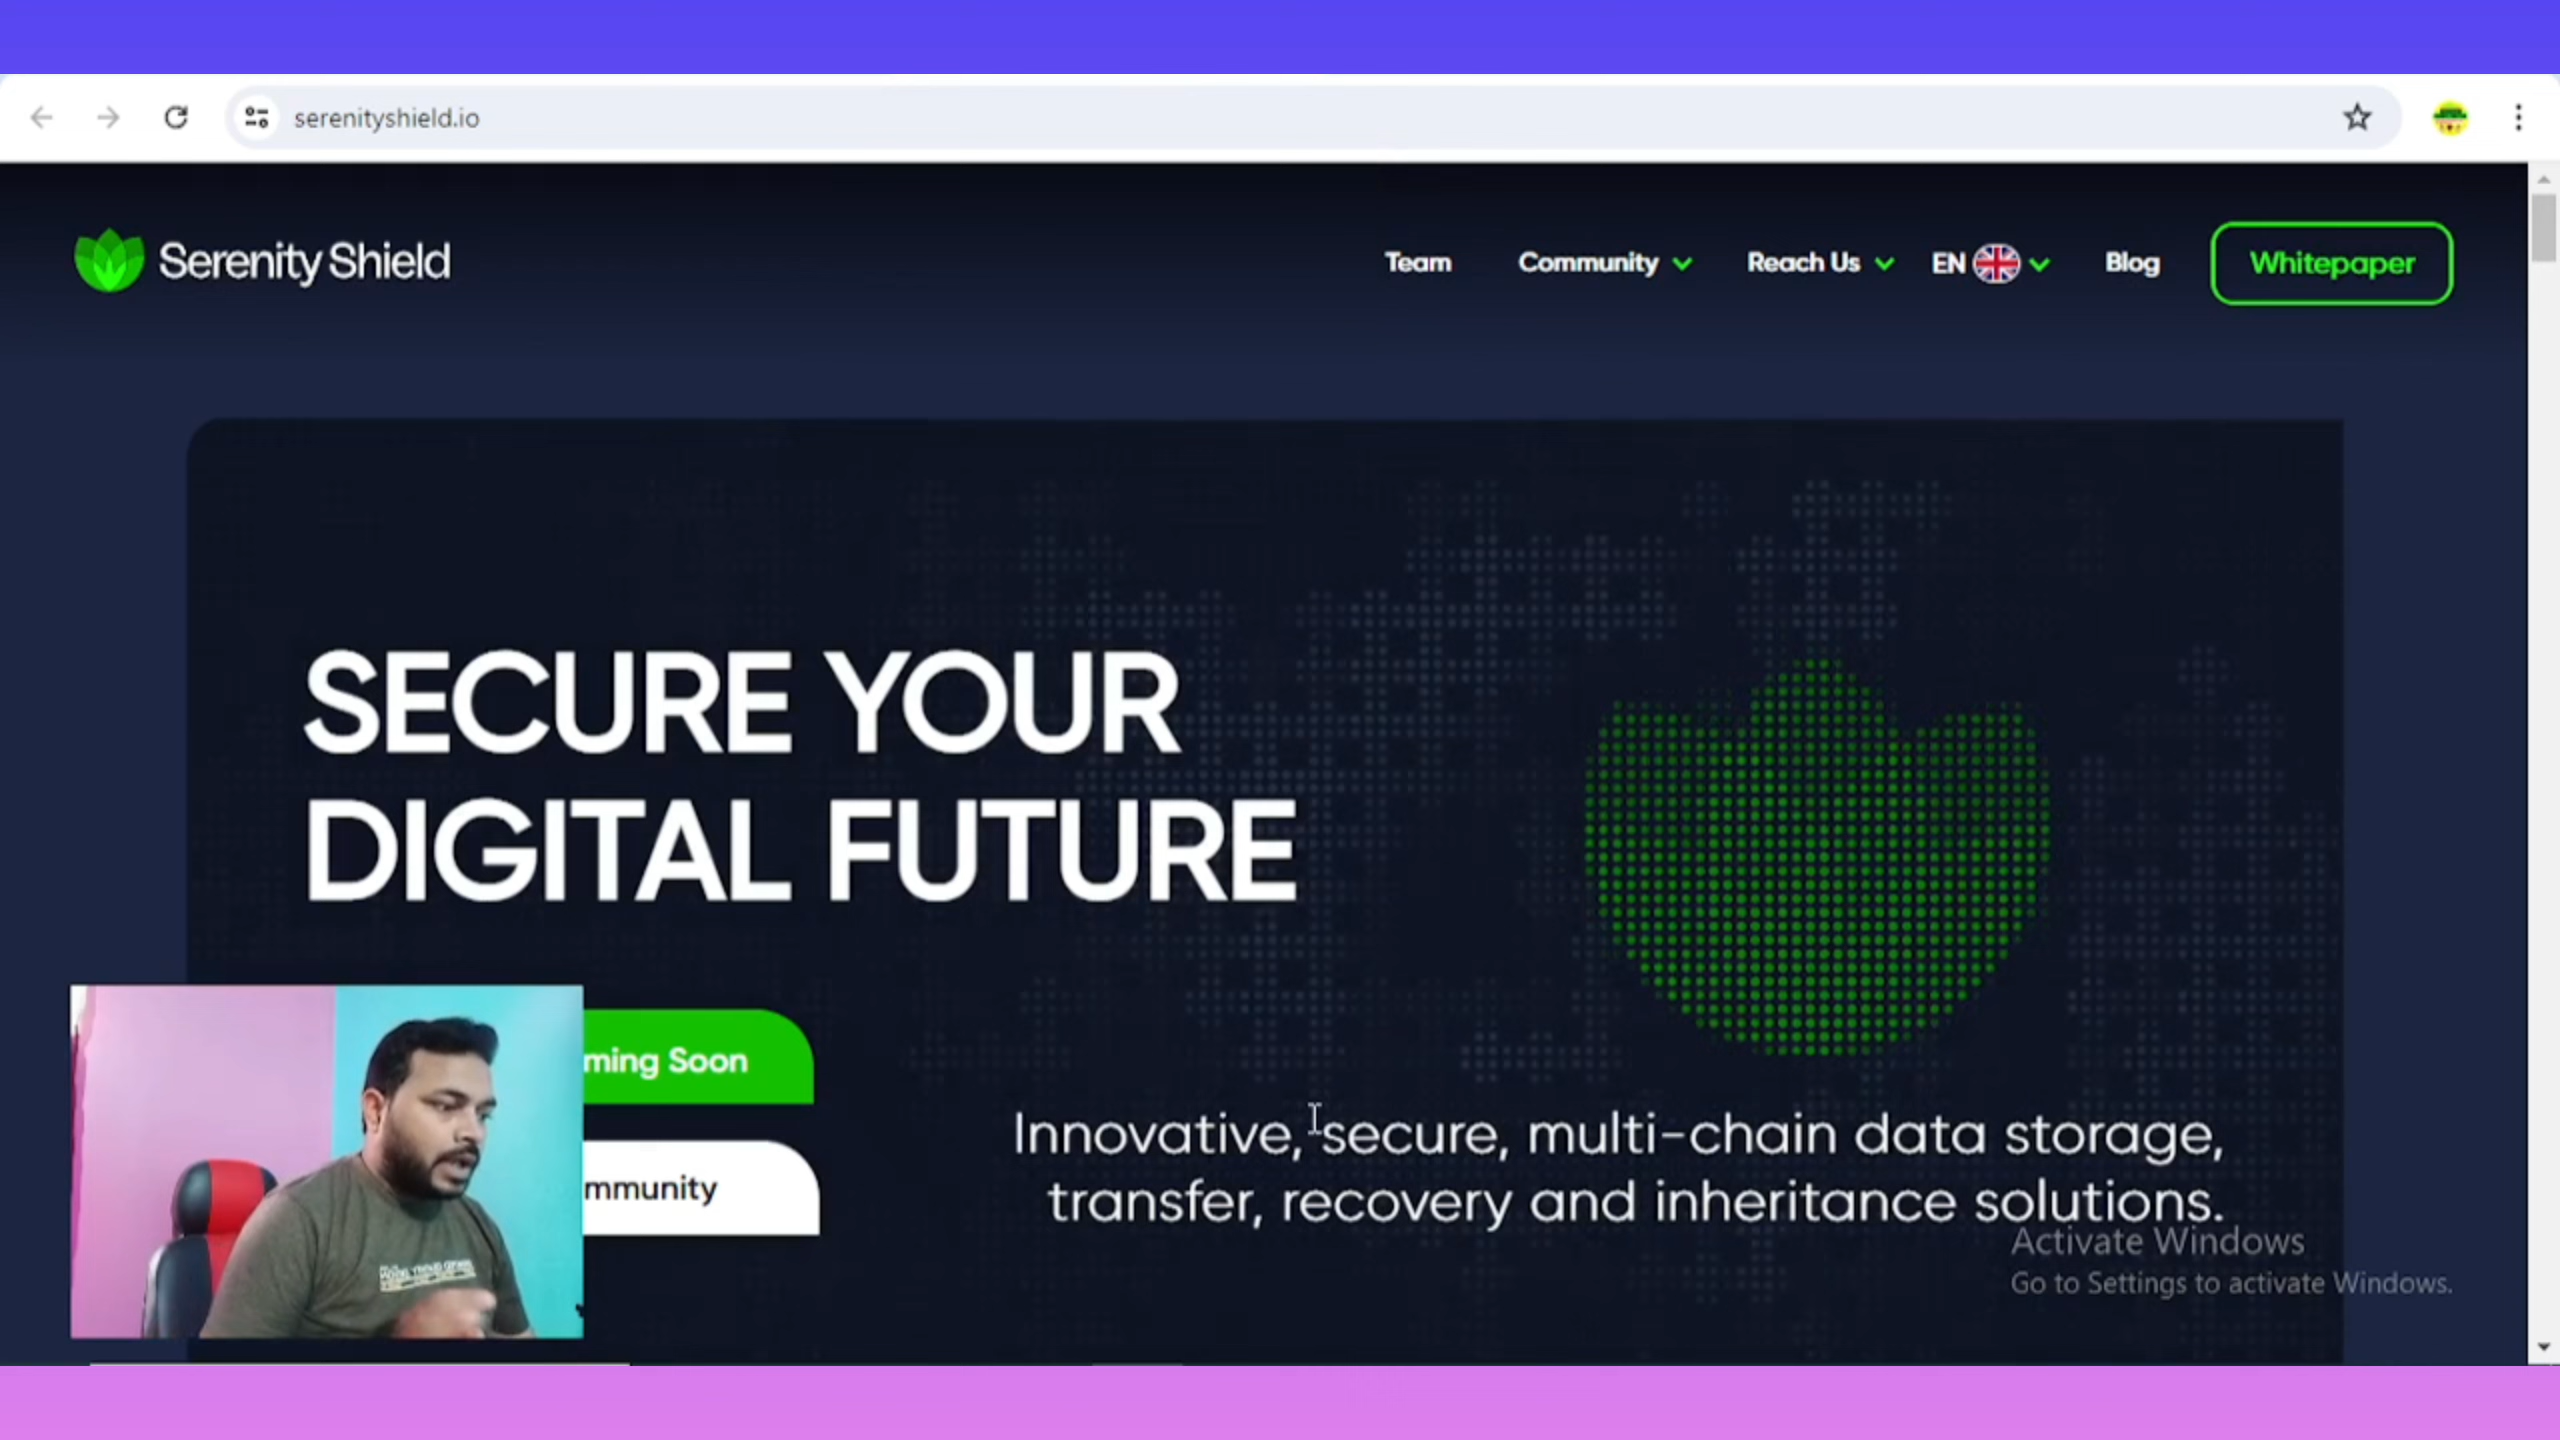 serenityshield.io
Serenity Shield
Team
Community
Reach Us
EN
Blog
Whitepaper
SECURE YOUR
DIGITAL FUTURE
ming Soon
mmunity
Innovative, secure, multi-chain data storage,
transfer, recovery and inheritance solutions.
Activate Windows
Go to Settings to activate Windows.